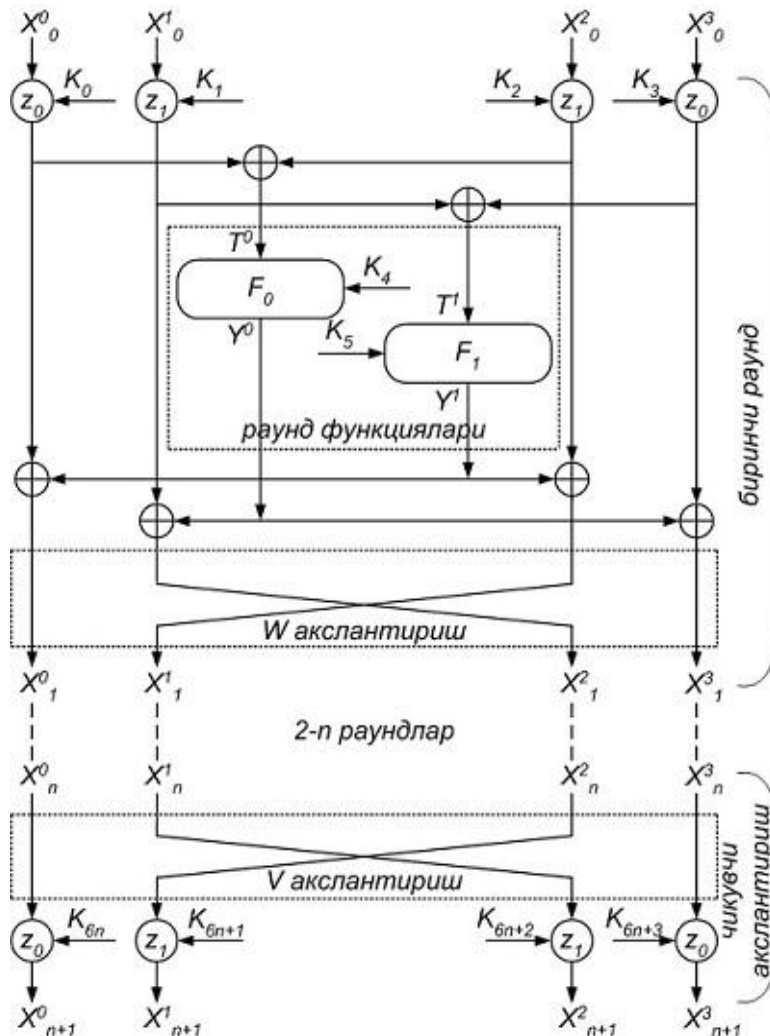 X⁰₀ X¹₀ X²₀ X³₀
z₀ K₀ z₁ K₁ K₂ z₁ K₃ z₀
T⁰
F₀ K₄
T¹
Y⁰ K₅
F₁
Y¹
раунд функциялари
биринчи раунд
W акслантириш
X⁰₁ X¹₁ X²₁ X³₁
2-n раундлар
X⁰ₙ X¹ₙ X²ₙ X³ₙ
V акслантириш
чикувчи
акслантириш
z₀ K₆ₙ z₁ K₆ₙ₊₁ K₆ₙ₊₂ z₁ K₆ₙ₊₃ z₀
X⁰ₙ₊₁ X¹ₙ₊₁ X²ₙ₊₁ X³ₙ₊₁